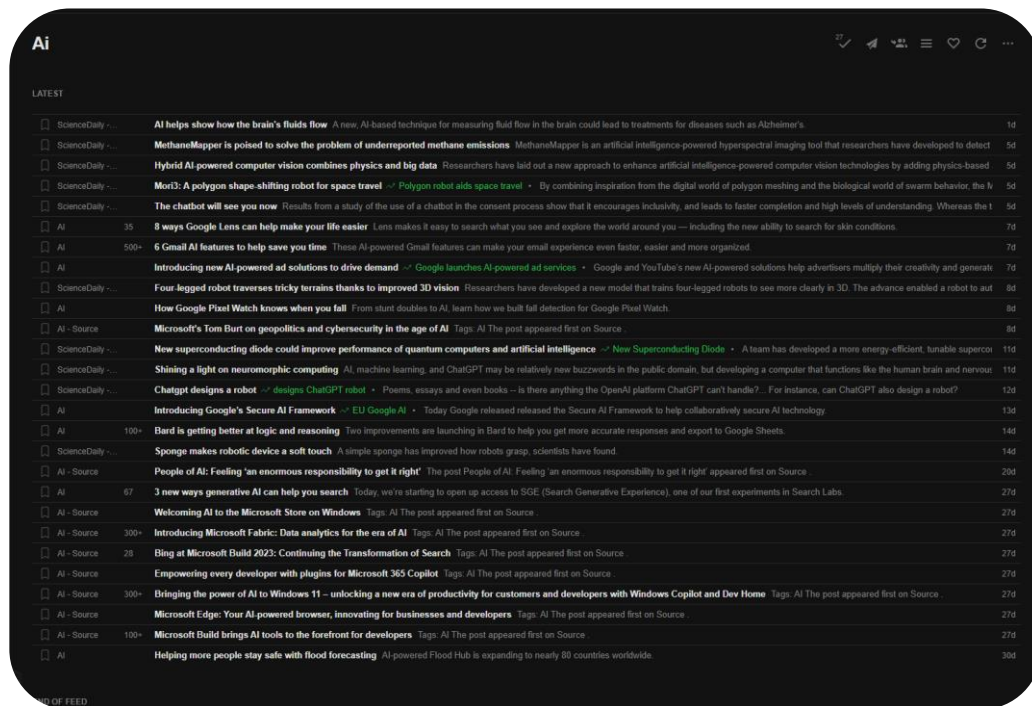 Ai
27
LATEST
ScienceDaily -... AI helps show how the brain's fluids flow A new, AI-based technique for measuring fluid flow in the brain could lead to treatments for diseases such as Alzheimer's. 1d
ScienceDaily -... MethaneMapper is poised to solve the problem of underreported methane emissions MethaneMapper is an artificial intelligence-powered hyperspectral imaging tool that researchers have developed to detect 5d
ScienceDaily -... Hybrid AI-powered computer vision combines physics and big data Researchers have laid out a new approach to enhance artificial intelligence-powered computer vision technologies by adding physics-based 5d
ScienceDaily -... Mori3: A polygon shape-shifting robot for space travel Polygon robot aids space travel • By combining inspiration from the digital world of polygon meshing and the biological world of swarm behavior, the 5d
ScienceDaily -... The chatbot will see you now Results from a study of the use of a chatbot in the consent process show that it encourages inclusivity, and leads to faster completion and high levels of understanding. Whereas the t 5d
AI 35 8 ways Google Lens can help make your life easier Lens makes it easy to search what you see and explore the world around you — including the new ability to search for skin conditions. 7d
AI 500+ 6 Gmail AI features to help save you time These AI-powered Gmail features can make your email experience even faster, easier and more organized. 7d
AI Introducing new AI-powered ad solutions to drive demand Google launches AI-powered ad services • Google and YouTube's new AI-powered solutions help advertisers multiply their creativity and generate 7d
ScienceDaily -... Four-legged robot traverses tricky terrains thanks to improved 3D vision Researchers have developed a new model that trains four-legged robots to see more clearly in 3D. The advance enabled a robot to aut 8d
AI How Google Pixel Watch knows when you fall From stunt doubles to AI, learn how we built fall detection for Google Pixel Watch. 8d
AI - Source Microsoft's Tom Burt on geopolitics and cybersecurity in the age of AI Tags: AI The post appeared first on Source . 8d
ScienceDaily -... New superconducting diode could improve performance of quantum computers and artificial intelligence New Superconducting Diode • A team has developed a more energy-efficient, tunable supercon 11d
ScienceDaily -... Shining a light on neuromorphic computing AI, machine learning, and ChatGPT may be relatively new buzzwords in the public domain, but developing a computer that functions like the human brain and nervous 11d
ScienceDaily -... Chatgpt designs a robot designs ChatGPT robot • Poems, essays and even books -- is there anything the OpenAI platform ChatGPT can't handle?... For instance, can ChatGPT also design a robot? 12d
AI Introducing Google's Secure AI Framework EU Google AI • Today Google released released the Secure AI Framework to help collaboratively secure AI technology. 13d
AI 100+ Bard is getting better at logic and reasoning Two improvements are launching in Bard to help you get more accurate responses and export to Google Sheets. 14d
ScienceDaily -... Sponge makes robotic device a soft touch A simple sponge has improved how robots grasp, scientists have found. 14d
AI - Source People of AI: Feeling 'an enormous responsibility to get it right' The post People of AI: Feeling 'an enormous responsibility to get it right' appeared first on Source . 20d
AI 67 3 new ways generative AI can help you search Today, we're starting to open up access to SGE (Search Generative Experience), one of our first experiments in Search Labs. 27d
AI - Source Welcoming AI to the Microsoft Store on Windows Tags: AI The post appeared first on Source . 27d
AI - Source 300+ Introducing Microsoft Fabric: Data analytics for the era of AI Tags: AI The post appeared first on Source . 27d
AI - Source 28 Bing at Microsoft Build 2023: Continuing the Transformation of Search Tags: AI The post appeared first on Source . 27d
AI - Source Empowering every developer with plugins for Microsoft 365 Copilot Tags: AI The post appeared first on Source . 27d
AI - Source 300+ Bringing the power of AI to Windows 11 – unlocking a new era of productivity for customers and developers with Windows Copilot and Dev Home Tags: AI The post appeared first on Source . 27d
AI - Source Microsoft Edge: Your AI-powered browser, innovating for businesses and developers Tags: AI The post appeared first on Source . 27d
AI - Source 100+ Microsoft Build brings AI tools to the forefront for developers Tags: AI The post appeared first on Source . 27d
AI Helping more people stay safe with flood forecasting AI-powered Flood Hub is expanding to nearly 80 countries worldwide. 30d
OF FEED